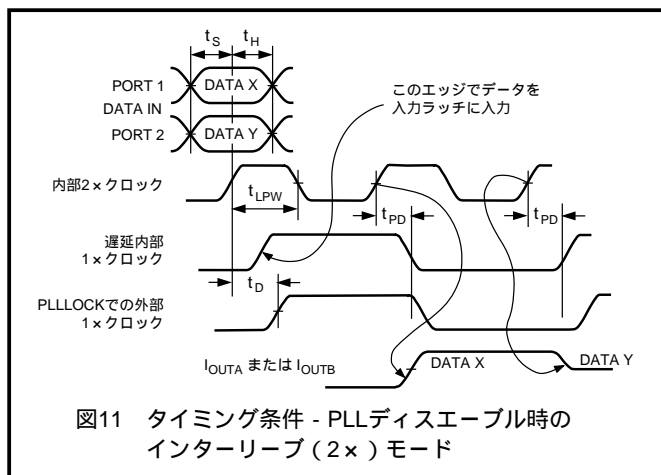 tS tH
PORT 1 DATA X
DATA IN
PORT 2 DATA Y
このエッジでデータを
入力ラッチに入力
内部2×クロック
tLPW
tPD tPD
遅延内部
1×クロック
tD
PLLLOCKでの外部
1×クロック
IOUTA または IOUTB DATA X DATA Y
図11 タイミング条件 - PLLディスエーブル時の
インターリーブ(2×)モード